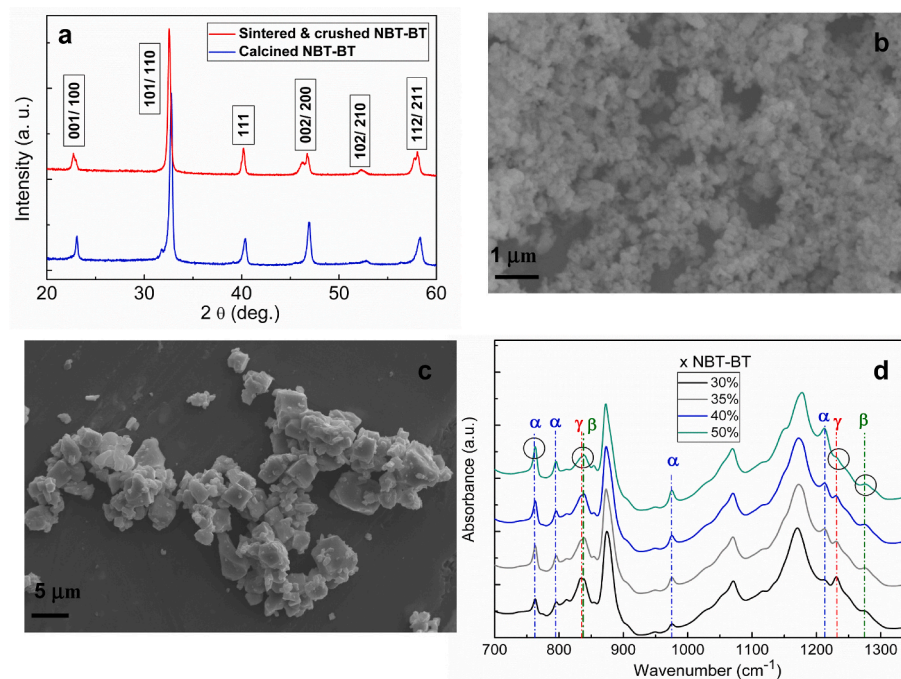 a
Sintered & crushed NBT-BT
Calcined NBT-BT
001/ 100
101/ 110
111
002/ 200
102/ 210
112/ 211
Intensity (a. u.)
20 30 40 50 60
2 θ (deg.)
b
1 μm
c
5 μm
d
x NBT-BT
30%
35%
40%
50%
α α γ β α α γ β
Absorbance (a.u.)
700 800 900 1000 1100 1200 1300
Wavenumber (cm⁻¹)